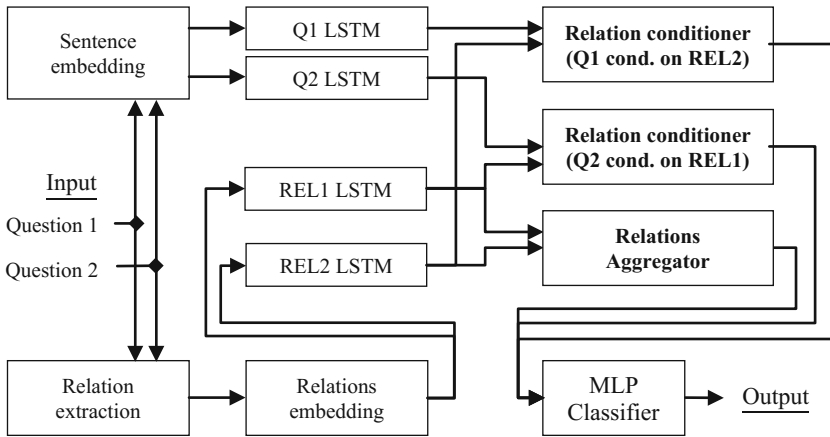 Sentence
embedding
Q1 LSTM
Q2 LSTM
Relation conditioner
(Q1 cond. on REL2)
Relation conditioner
(Q2 cond. on REL1)
Input
Question 1
Question 2
REL1 LSTM
REL2 LSTM
Relations
Aggregator
Relation
extraction
Relations
embedding
MLP
Classifier
Output